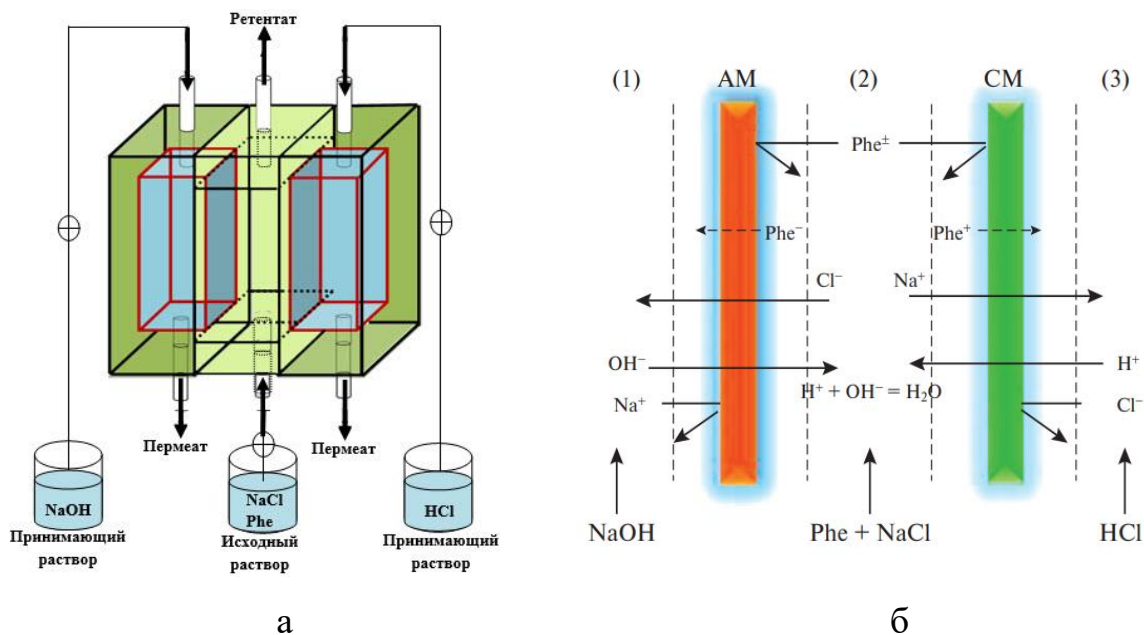 Ретентат
Пермеат
Пермеат
NaOH
NaCl
Phe
HCl
Принимающий
раствор
Исходный
раствор
Принимающий
раствор
а
(1)
AM
(2)
CM
(3)
Phe±
Phe⁻
Phe⁺
Cl⁻
Na⁺
OH⁻
H⁺
H⁺ + OH⁻ = H₂O
Na⁺
Cl⁻
NaOH
Phe + NaCl
HCl
б